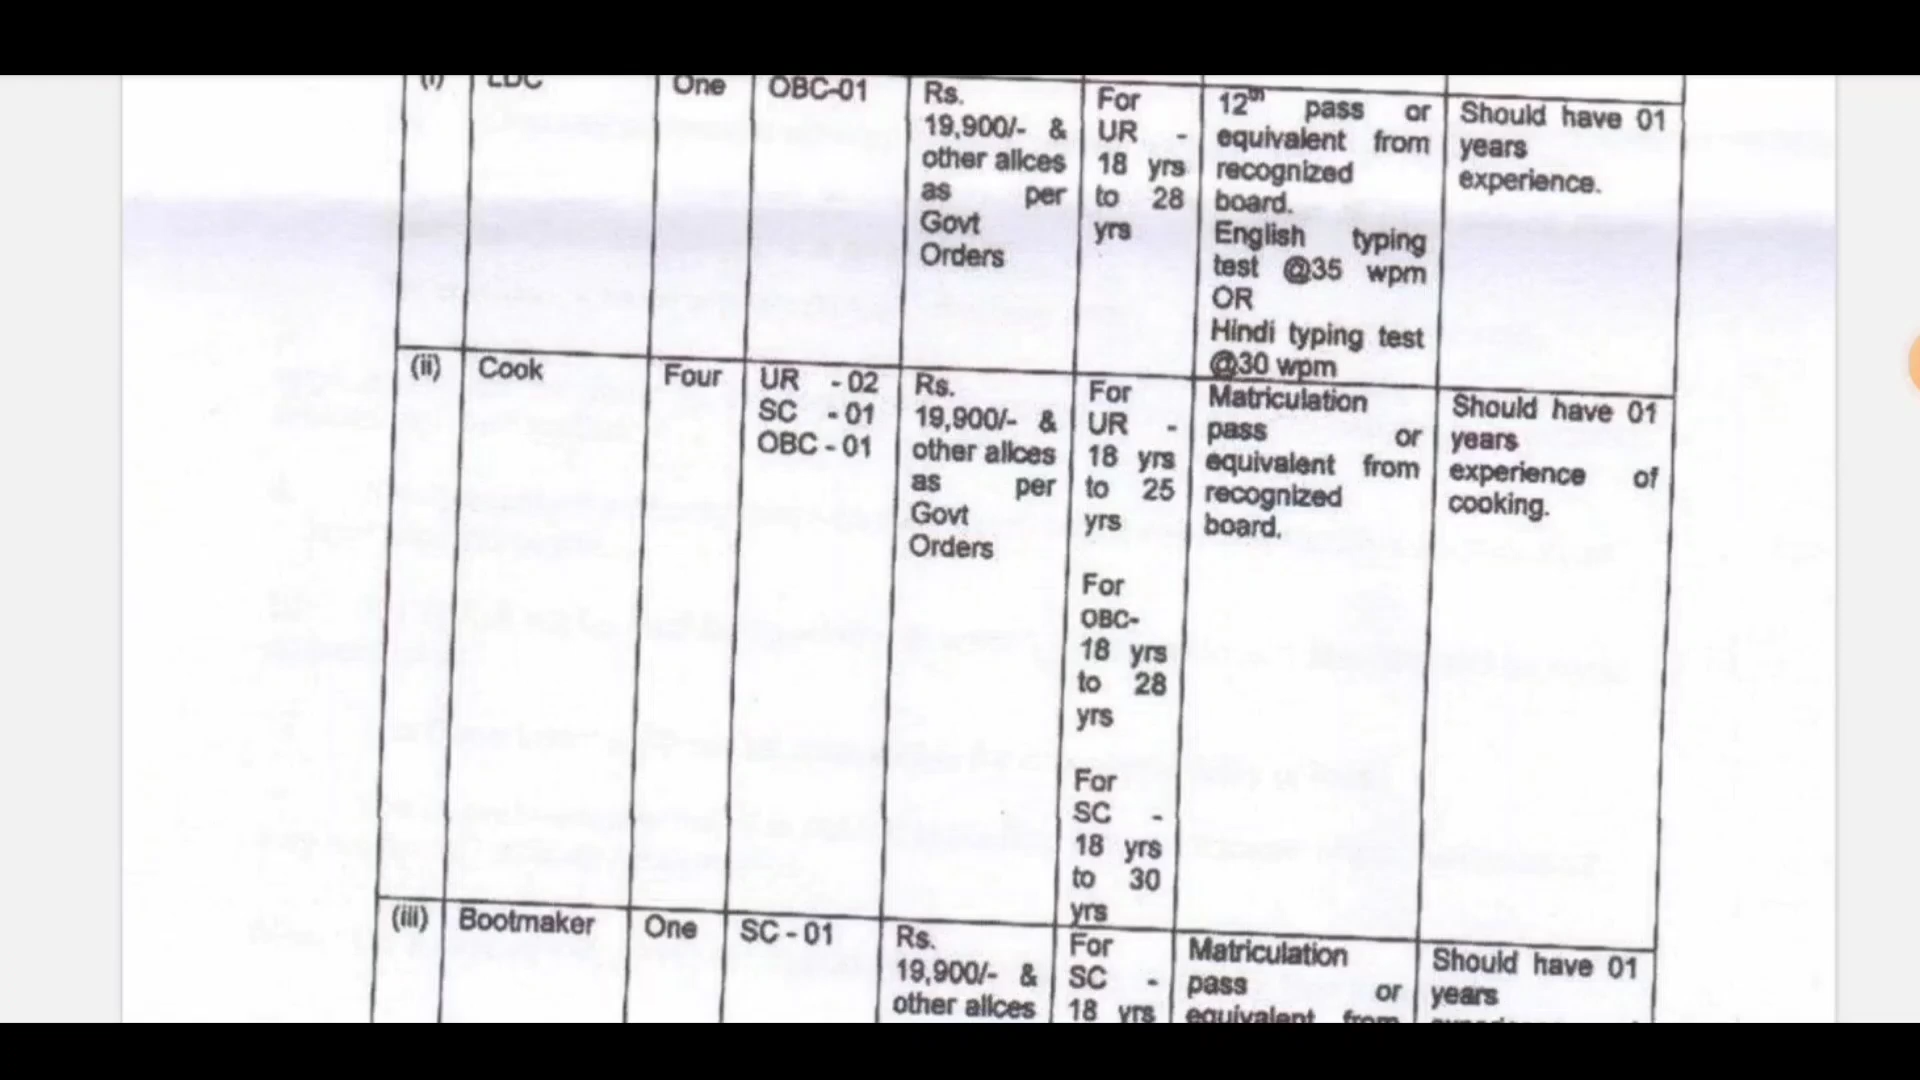 (i) LDC One OBC-01
Rs.
19,900/- &
other allces
as per
Govt
Orders
For
UR -
18 yrs
to 28
yrs
12th pass or
equivalent from
recognized
board.
English typing
test @35 wpm
OR
Hindi typing test
@30 wpm
Should have 01
years
experience.
(ii) Cook Four
UR - 02
SC - 01
OBC - 01
Rs.
19,900/- &
other allces
as per
Govt
Orders
For
UR -
18 yrs
to 25
yrs
For
OBC-
18 yrs
to 28
yrs
For
SC -
18 yrs
to 30
yrs
Matriculation
pass or
equivalent from
recognized
board.
Should have 01
years
experience of
cooking.
(iii) Bootmaker One SC - 01
Rs.
19,900/- &
other allces
For
SC -
18 yrs
Matriculation
pass or
equivalent from
Should have 01
years